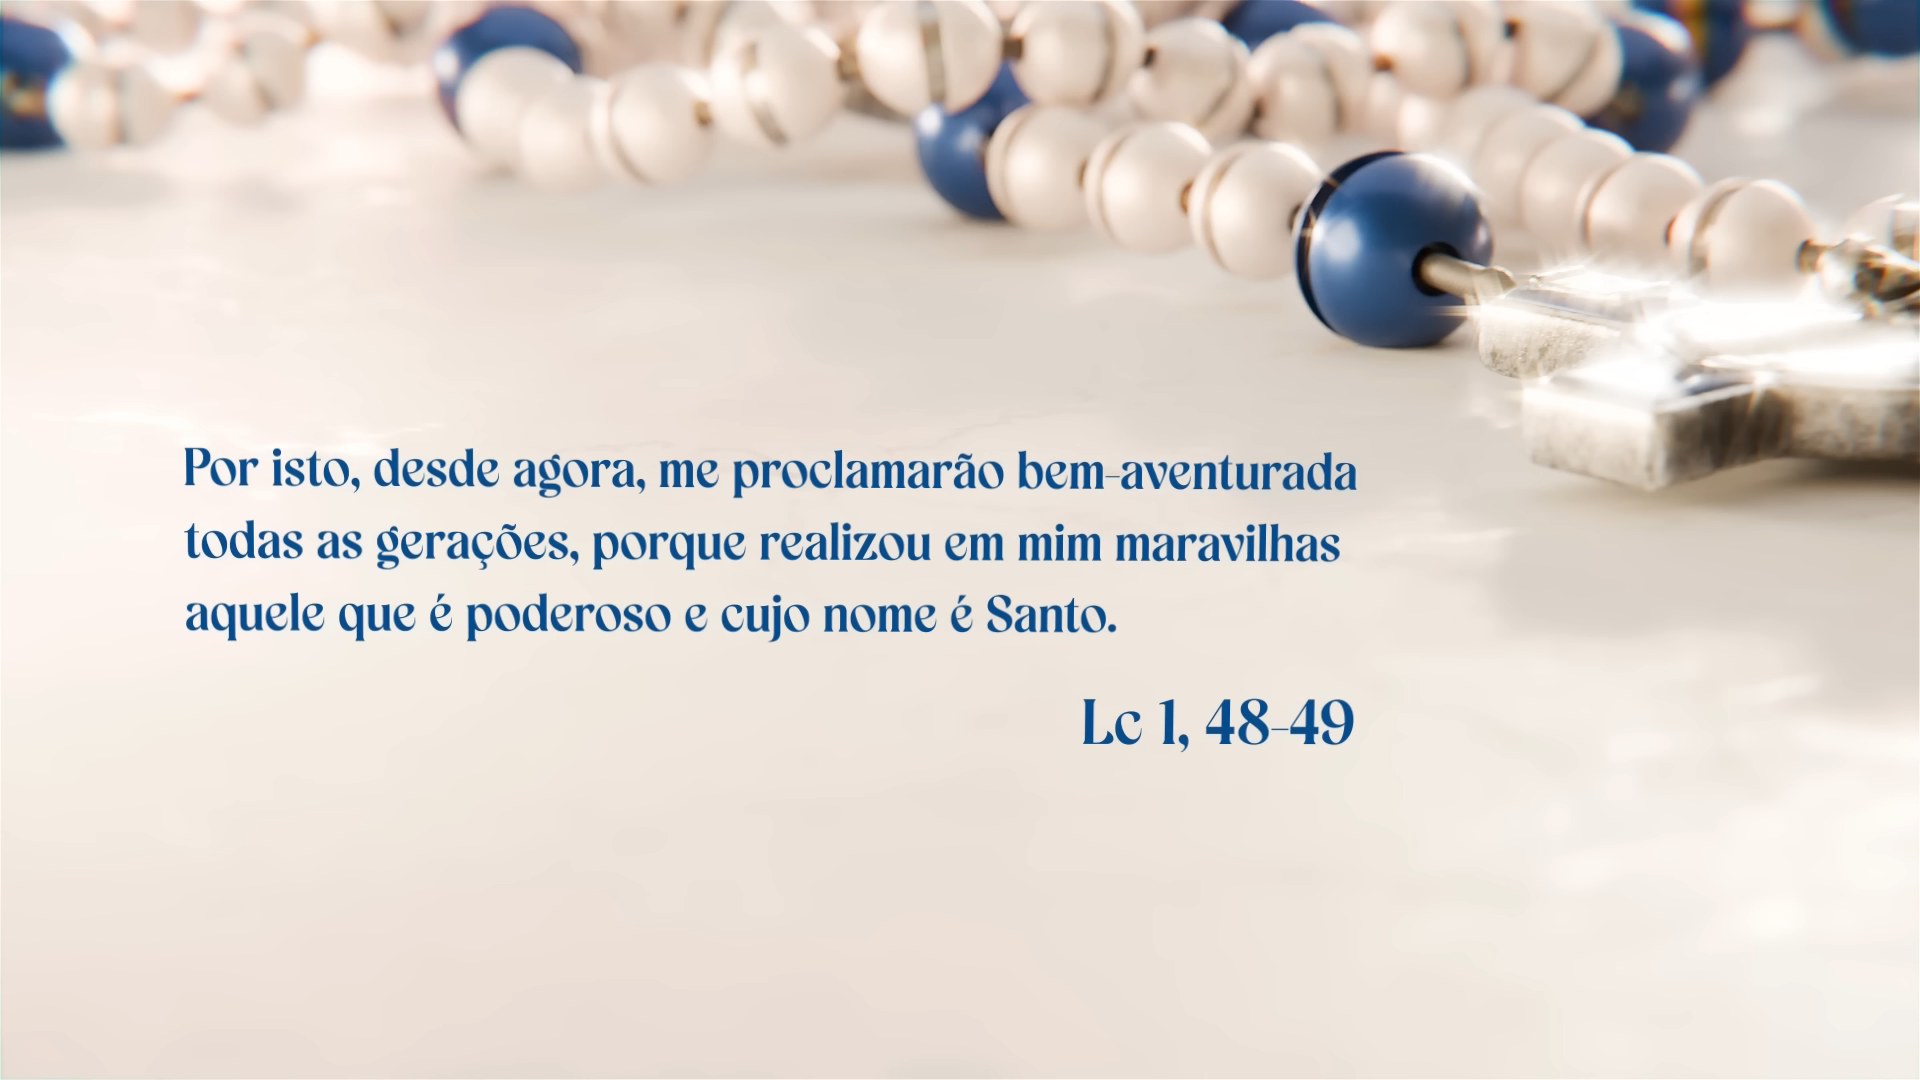 Por isto, desde agora, me proclamarão bem-aventurada
todas as gerações, porque realizou em mim maravilhas
aquele que é poderoso e cujo nome é Santo.
Lc 1, 48-49